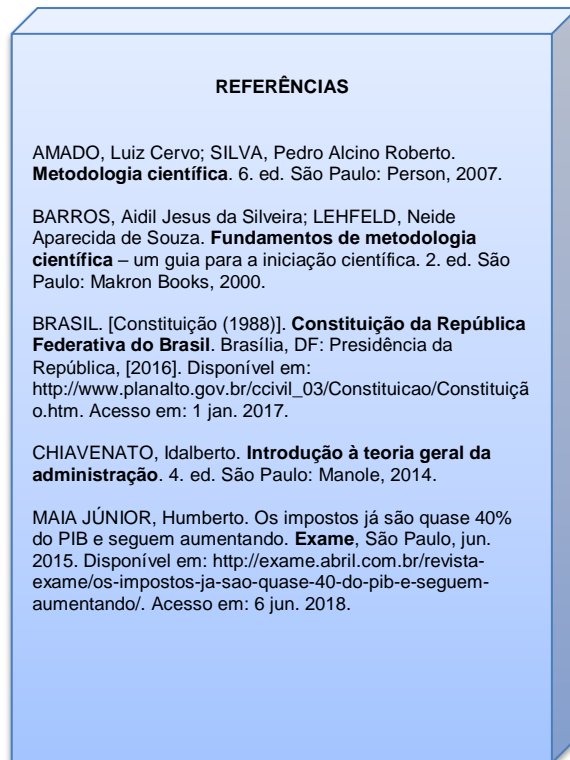 REFERÊNCIAS
AMADO, Luiz Cervo; SILVA, Pedro Alcino Roberto.
Metodologia científica. 6. ed. São Paulo: Person, 2007.
BARROS, Aidil Jesus da Silveira; LEHFELD, Neide
Aparecida de Souza. Fundamentos de metodologia
científica – um guia para a iniciação científica. 2. ed. São
Paulo: Makron Books, 2000.
BRASIL. [Constituição (1988)]. Constituição da República
Federativa do Brasil. Brasília, DF: Presidência da
República, [2016]. Disponível em:
http://www.planalto.gov.br/ccivil_03/Constituicao/Constituiçã
o.htm. Acesso em: 1 jan. 2017.
CHIAVENATO, Idalberto. Introdução à teoria geral da
administração. 4. ed. São Paulo: Manole, 2014.
MAIA JÚNIOR, Humberto. Os impostos já são quase 40%
do PIB e seguem aumentando. Exame, São Paulo, jun.
2015. Disponível em: http://exame.abril.com.br/revista-
exame/os-impostos-ja-sao-quase-40-do-pib-e-seguem-
aumentando/. Acesso em: 6 jun. 2018.